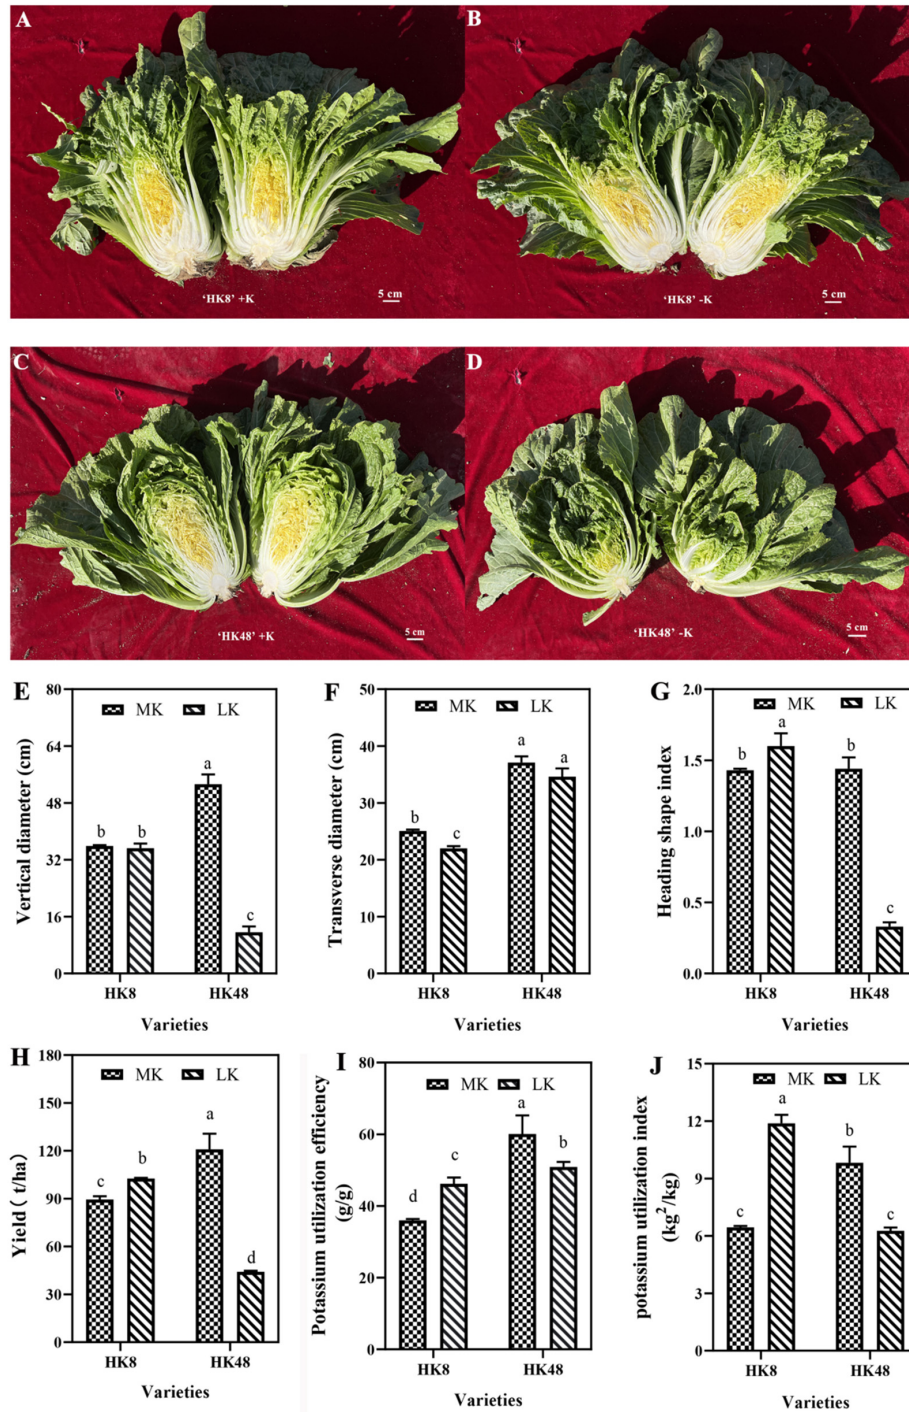 A
B
'HK8' +K
5 cm
'HK8' -K
5 cm
C
D
'HK48' +K
5 cm
'HK48' -K
5 cm
E
80
64
48
32
16
0
Vertical diameter (cm)
MK
LK
b
b
a
c
HK8
HK48
Varieties
F
50
40
30
20
10
0
Transverse diameter (cm)
MK
LK
b
c
a
a
HK8
HK48
Varieties
G
2.0
1.5
1.0
0.5
0.0
Heading shape index
MK
LK
b
a
b
c
HK8
HK48
Varieties
H
180
150
120
90
60
30
0
Yield ( t/ha)
MK
LK
c
b
a
d
HK8
HK48
Varieties
I
80
60
40
20
0
Potassium utilization efficiency
(g/g)
MK
LK
d
c
a
b
HK8
HK48
Varieties
J
15
12
9
6
3
0
potassium utilization index
(kg²/kg)
MK
LK
c
a
b
c
HK8
HK48
Varieties